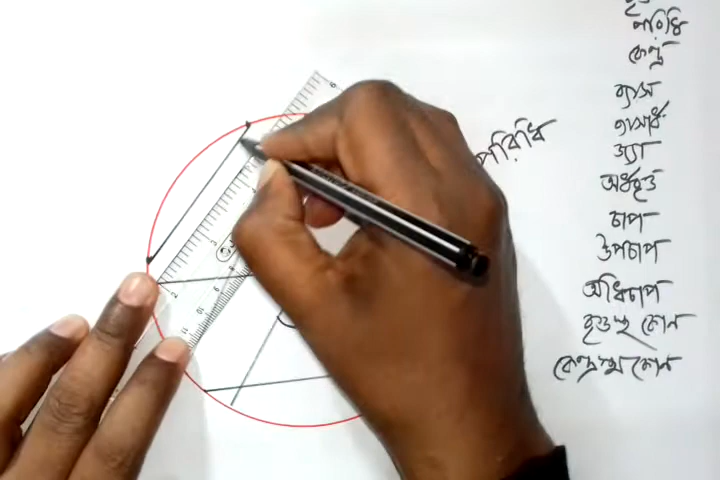 পরিধি
কেন্দ্র
ব্যাস
ব্যাসার্ধ
জ্যা
অর্ধবৃত্ত
চাপ
উপচাপ
অধিচাপ
বৃত্তস্থ কোন
কেন্দ্রস্থ কোন
পরিধি